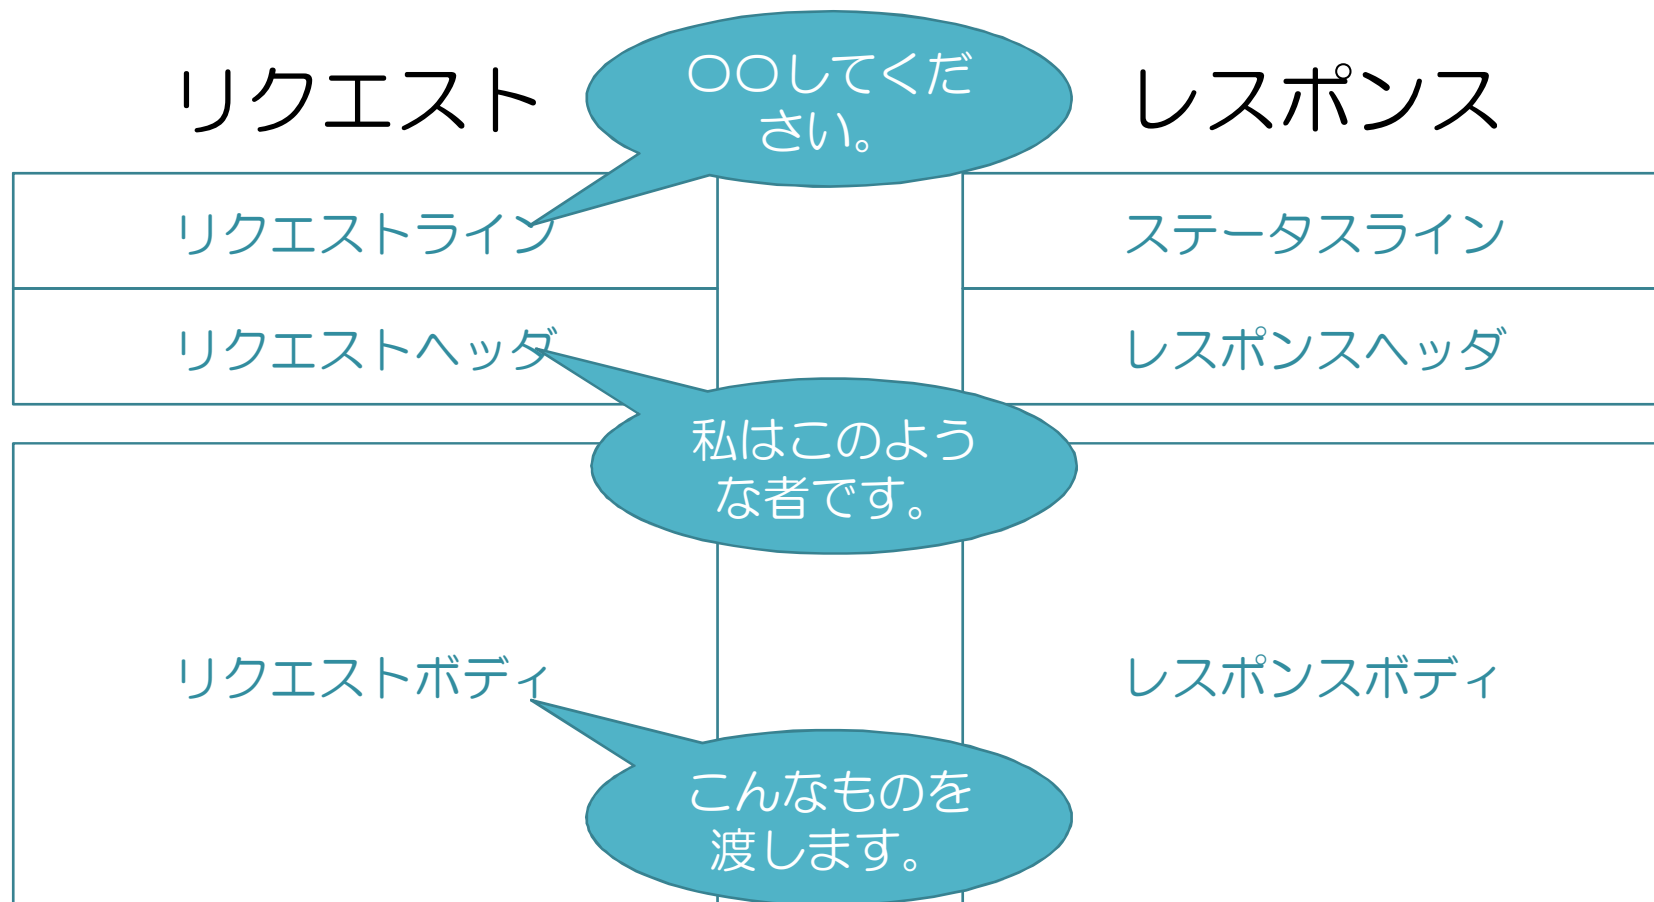 リクエスト
〇〇してくだ
さい。
レスポンス
リクエストライン
ステータスライン
リクエストヘッダ
レスポンスヘッダ
私はこのよう
な者です。
リクエストボディ
レスポンスボディ
こんなものを
渡します。